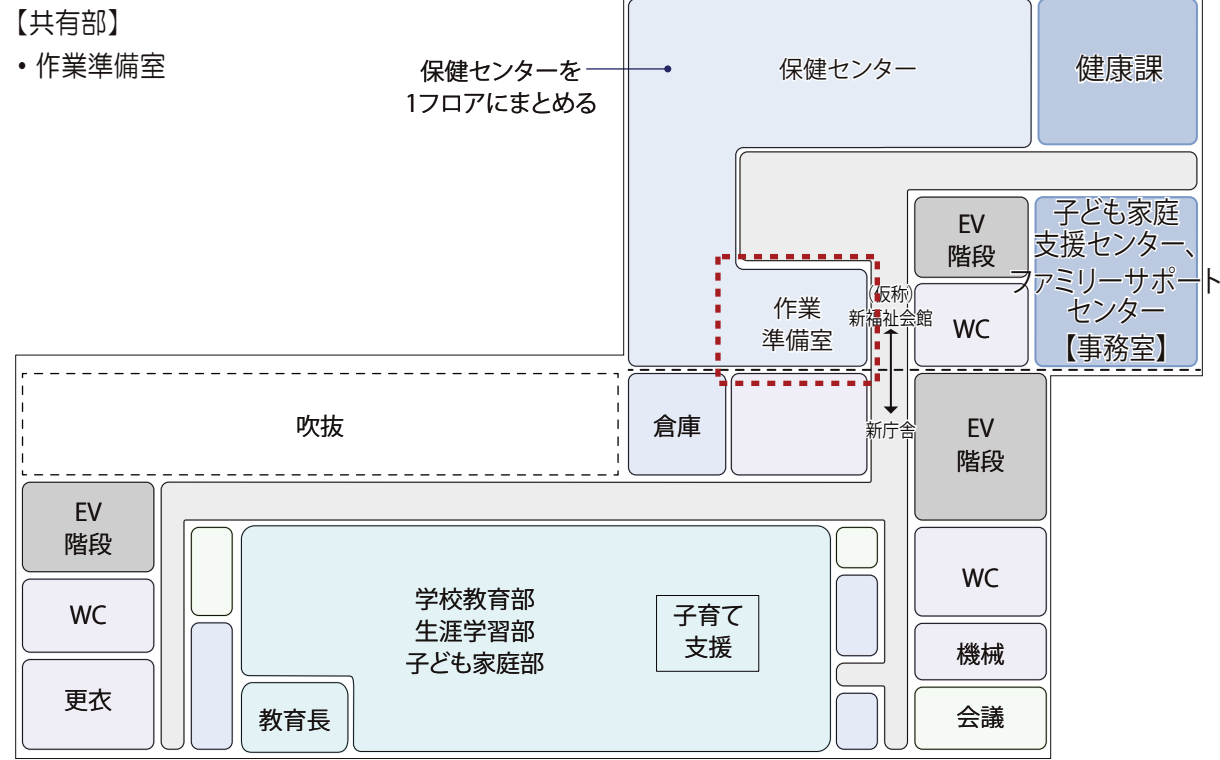 【共有部】
・作業準備室
保健センターを
1フロアにまとめる
保健センター
健康課
EV
階段
子ども家庭
支援センター、
ファミリーサポート
センター
【事務室】
作業
準備室
(仮称)
新福祉会館
WC
吹抜
倉庫
新庁舎
EV
階段
EV
階段
WC
更衣
学校教育部
生涯学習部
子ども家庭部
子育て
支援
教育長
WC
機械
会議